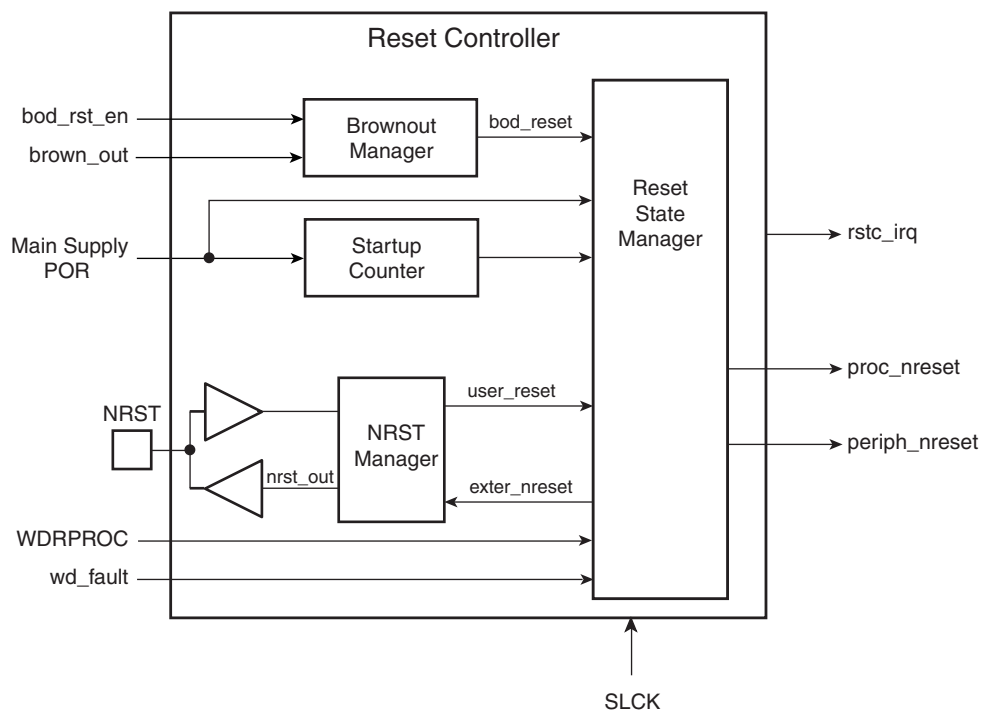 Reset Controller
bod_rst_en
brown_out
Brownout
Manager
bod_reset
Main Supply
POR
Startup
Counter
Reset
State
Manager
rstc_irq
proc_nreset
periph_nreset
NRST
nrst_out
NRST
Manager
user_reset
exter_nreset
WDRPROC
wd_fault
SLCK